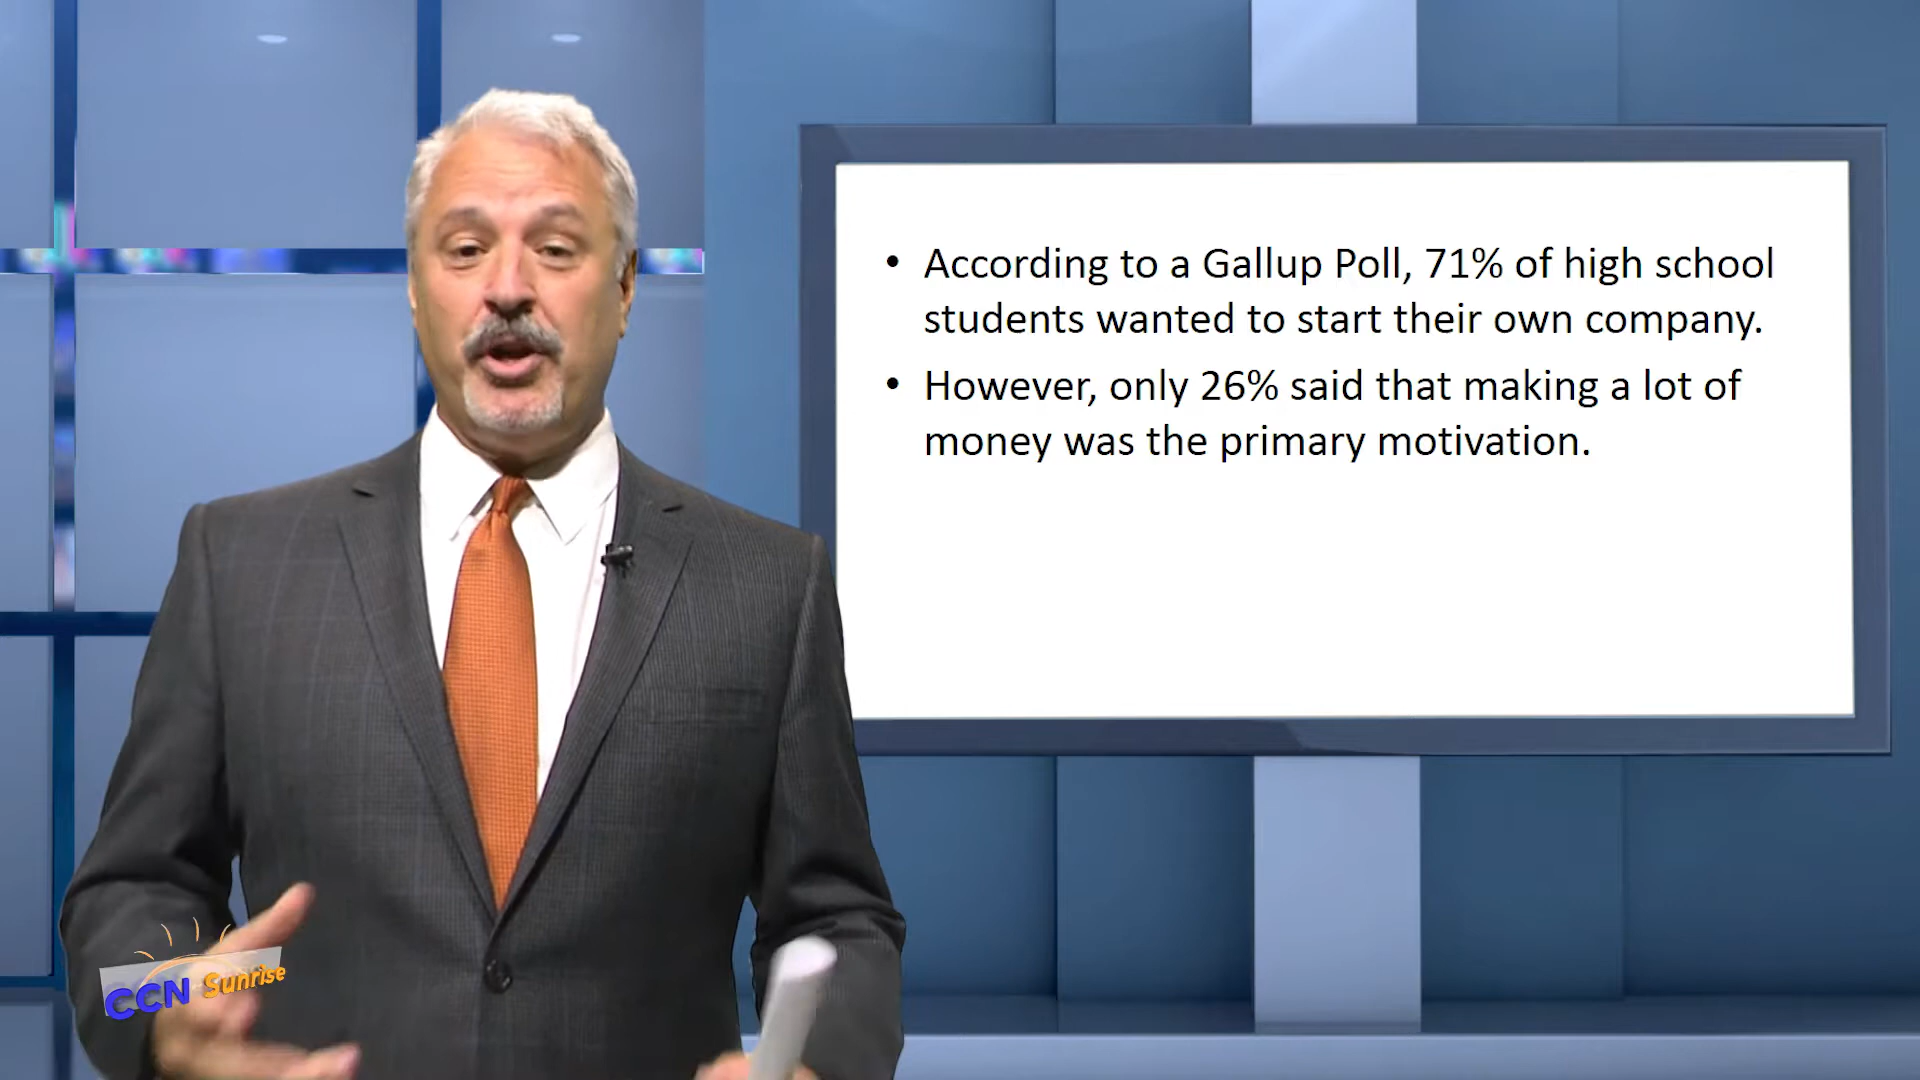 • According to a Gallup Poll, 71% of high school
students wanted to start their own company.
• However, only 26% said that making a lot of
money was the primary motivation.
CCN Sunrise